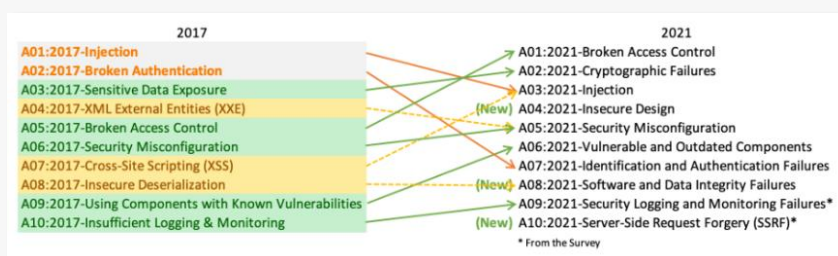 2017
A01:2017-Injection
A02:2017-Broken Authentication
A03:2017-Sensitive Data Exposure
A04:2017-XML External Entities (XXE)
A05:2017-Broken Access Control
A06:2017-Security Misconfiguration
A07:2017-Cross-Site Scripting (XSS)
A08:2017-Insecure Deserialization
A09:2017-Using Components with Known Vulnerabilities
A10:2017-Insufficient Logging & Monitoring
2021
A01:2021-Broken Access Control
A02:2021-Cryptographic Failures
A03:2021-Injection
(New) A04:2021-Insecure Design
A05:2021-Security Misconfiguration
A06:2021-Vulnerable and Outdated Components
A07:2021-Identification and Authentication Failures
(New) A08:2021-Software and Data Integrity Failures
A09:2021-Security Logging and Monitoring Failures*
(New) A10:2021-Server-Side Request Forgery (SSRF)*
* From the Survey